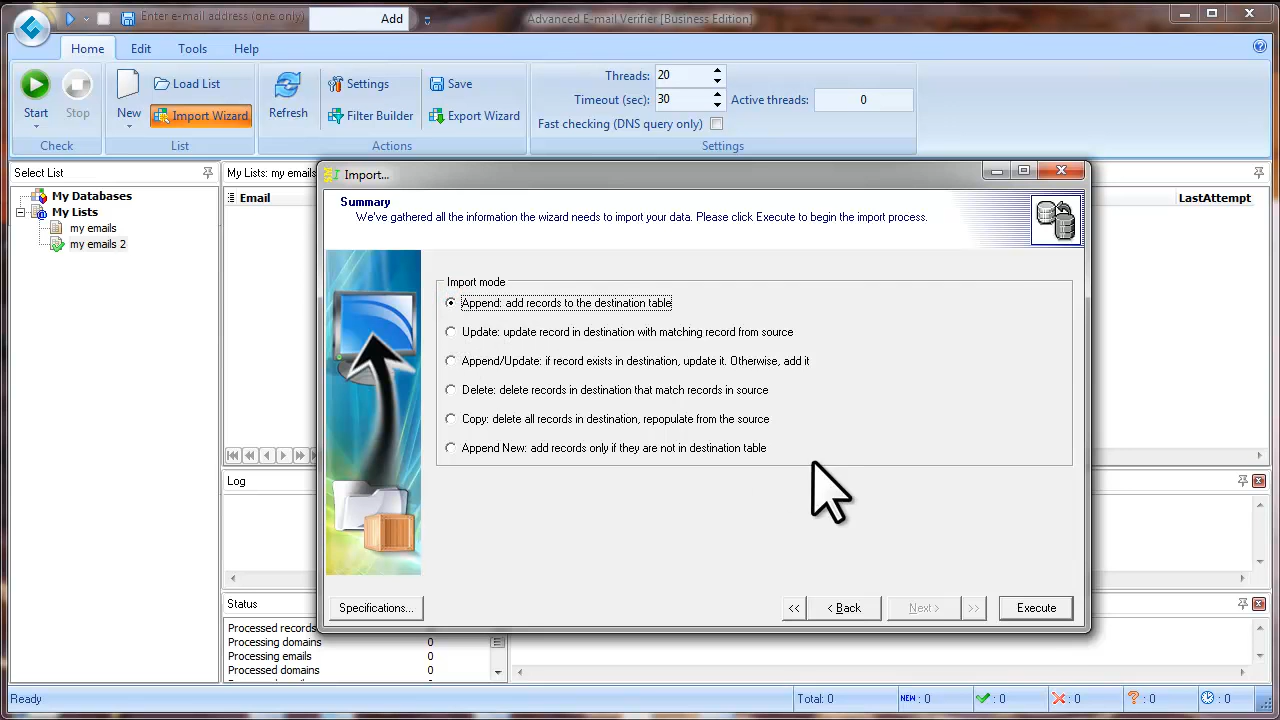 Enter e-mail address (one only)
Add
Advanced E-mail Verifier [Business Edition]
Home
Edit
Tools
Help
Start
Stop
Check
New
Load List
Import Wizard
List
Refresh
Settings
Filter Builder
Save
Export Wizard
Actions
Threads: 20
Timeout (sec): 30
Active threads: 0
Fast checking (DNS query only)
Settings
Select List
My Databases
My Lists
my emails
my emails 2
My Lists: my emails
Email
LastAttempt
Import...
Summary
We've gathered all the information the wizard needs to import your data. Please click Execute to begin the import process.
Import mode
Append: add records to the destination table
Update: update record in destination with matching record from source
Append/Update: if record exists in destination, update it. Otherwise, add it
Delete: delete records in destination that match records in source
Copy: delete all records in destination, repopulate from the source
Append New: add records only if they are not in destination table
Specifications...
<<
< Back
Next >
>>
Execute
Log
Status
Processed records
Processing domains 0
Processing emails 0
Processed domains 0
Ready
Total: 0
NEW : 0
: 0
: 0
: 0
: 0